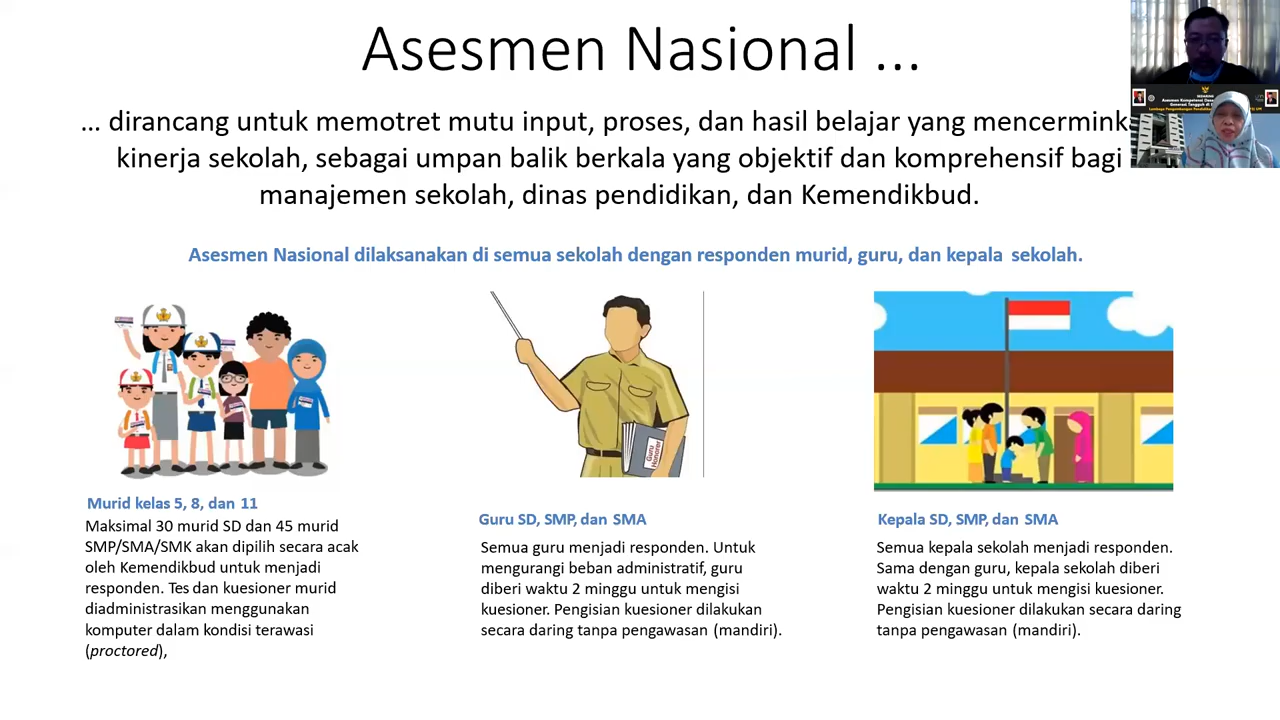 Asesmen Nasional ...
... dirancang untuk memotret mutu input, proses, dan hasil belajar yang mencermink
kinerja sekolah, sebagai umpan balik berkala yang objektif dan komprehensif bagi
manajemen sekolah, dinas pendidikan, dan Kemendikbud.
Asesmen Nasional dilaksanakan di semua sekolah dengan responden murid, guru, dan kepala sekolah.
Guru
Honorer
Murid kelas 5, 8, dan 11
Maksimal 30 murid SD dan 45 murid
SMP/SMA/SMK akan dipilih secara acak
oleh Kemendikbud untuk menjadi
responden. Tes dan kuesioner murid
diadministrasikan menggunakan
komputer dalam kondisi terawasi
(proctored),
Guru SD, SMP, dan SMA
Semua guru menjadi responden. Untuk
mengurangi beban administratif, guru
diberi waktu 2 minggu untuk mengisi
kuesioner. Pengisian kuesioner dilakukan
secara daring tanpa pengawasan (mandiri).
Kepala SD, SMP, dan SMA
Semua kepala sekolah menjadi responden.
Sama dengan guru, kepala sekolah diberi
waktu 2 minggu untuk mengisi kuesioner.
Pengisian kuesioner dilakukan secara daring
tanpa pengawasan (mandiri).